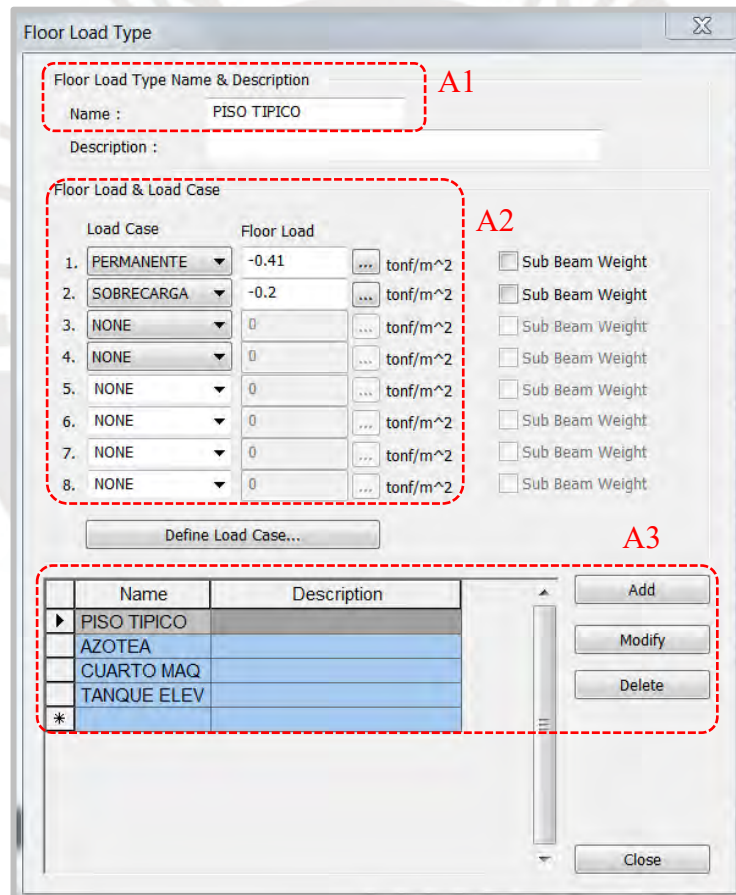 Floor Load Type
Floor Load Type Name & Description
A1
Name : PISO TIPICO
Description :
Floor Load & Load Case
A2
Load Case Floor Load
1. PERMANENTE -0.41 ... tonf/m^2 Sub Beam Weight
2. SOBRECARGA -0.2 ... tonf/m^2 Sub Beam Weight
3. NONE 0 ... tonf/m^2 Sub Beam Weight
4. NONE 0 ... tonf/m^2 Sub Beam Weight
5. NONE 0 ... tonf/m^2 Sub Beam Weight
6. NONE 0 ... tonf/m^2 Sub Beam Weight
7. NONE 0 ... tonf/m^2 Sub Beam Weight
8. NONE 0 ... tonf/m^2 Sub Beam Weight
Define Load Case...
A3
Name Description Add
PISO TIPICO
AZOTEA Modify
CUARTO MAQ
TANQUE ELEV Delete
*
Close